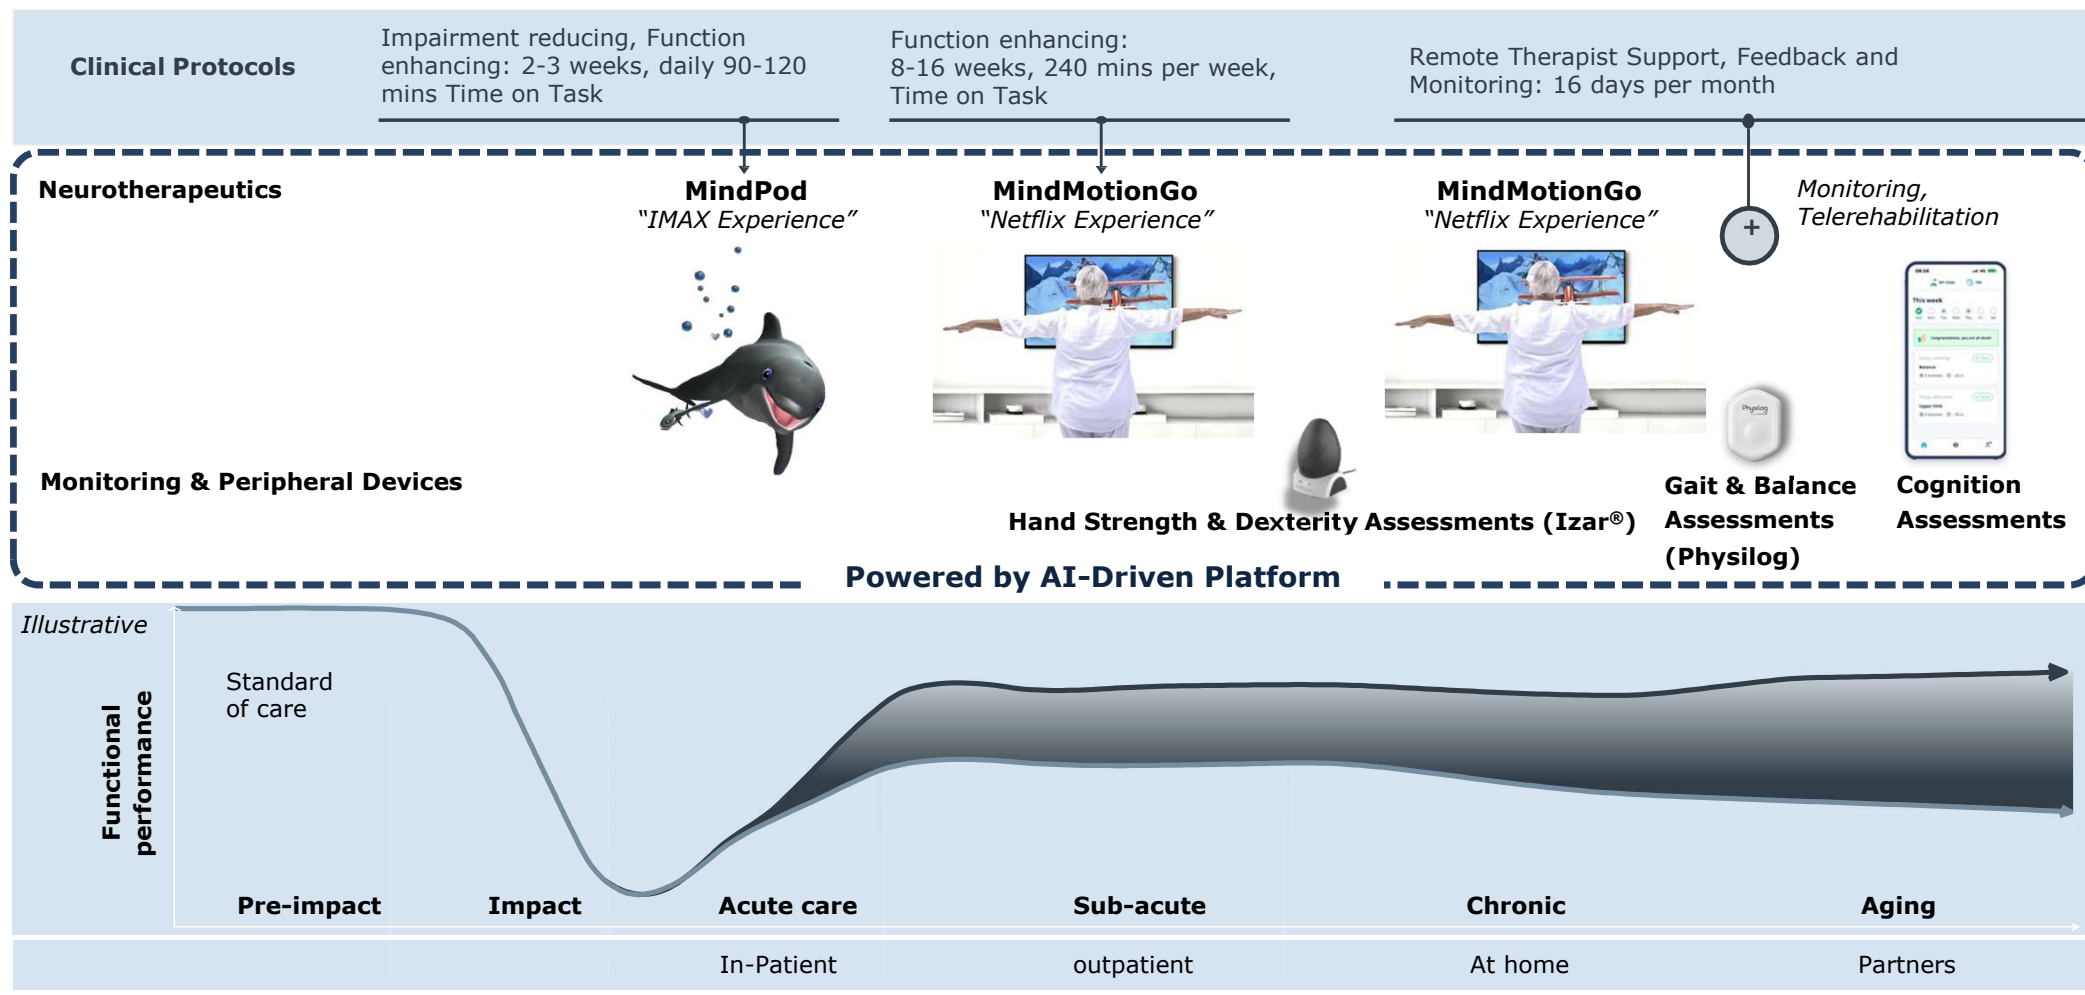 Clinical Protocols
Impairment reducing, Function
enhancing: 2-3 weeks, daily 90-120
mins Time on Task
Function enhancing:
8-16 weeks, 240 mins per week,
Time on Task
Remote Therapist Support, Feedback and
Monitoring: 16 days per month
Neurotherapeutics
MindPod
“IMAX Experience”
MindMotionGo
“Netflix Experience”
MindMotionGo
“Netflix Experience”
+
Monitoring,
Telerehabilitation
This week
Balance
Physilog
Monitoring & Peripheral Devices
Hand Strength & Dexterity Assessments (Izar®)
Gait & Balance
Assessments
(Physilog)
Cognition
Assessments
Powered by AI-Driven Platform
Illustrative
Functional
performance
Standard
of care
Pre-impact
Impact
Acute care
Sub-acute
Chronic
Aging
In-Patient
outpatient
At home
Partners